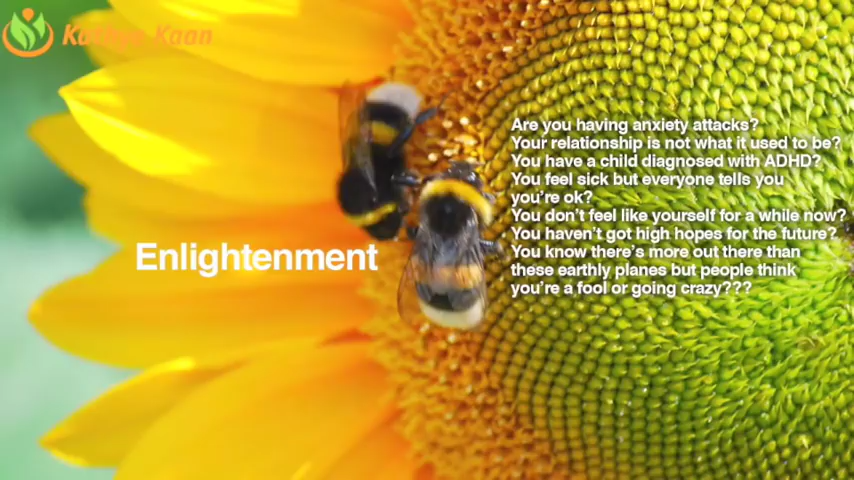 Kathye Kaan
Enlightenment
Are you having anxiety attacks?
Your relationship is not what it used to be?
You have a child diagnosed with ADHD?
You feel sick but everyone tells you
you're ok?
You don't feel like yourself for a while now?
You haven't got high hopes for the future?
You know there's more out there than
these earthly planes but people think
you're a fool or going crazy???